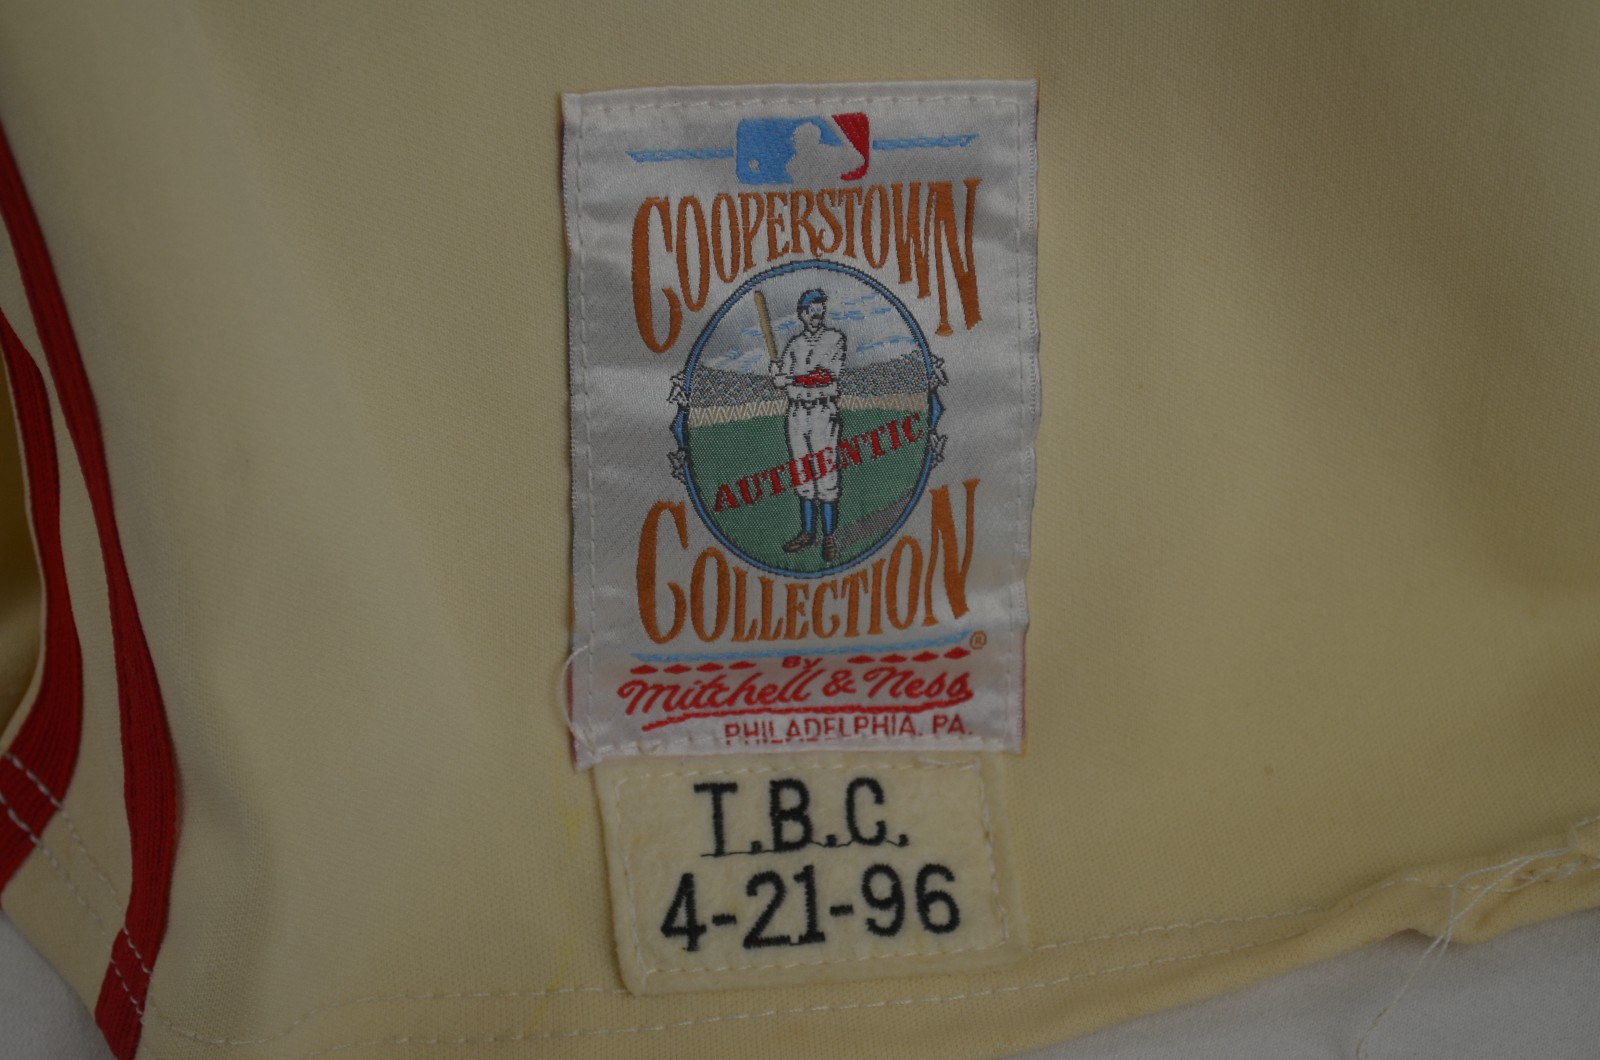 COOPERSTOWN
AUTHENTIC
COLLECTION®
By
Mitchell & Ness
PHILADELPHIA, PA.
T.B.C.
4-21-96